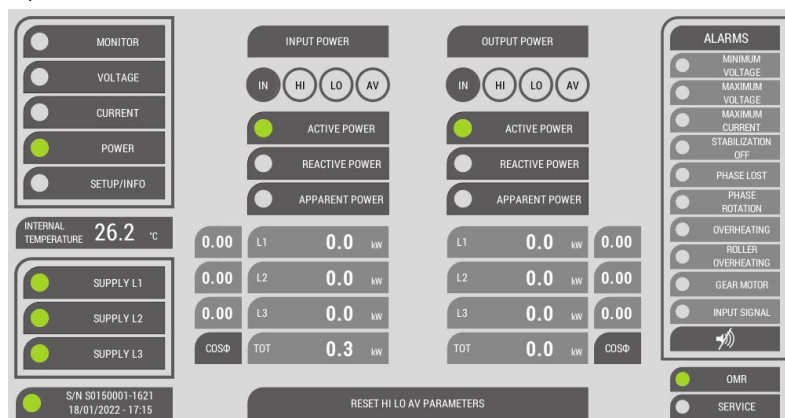 MONITOR
VOLTAGE
CURRENT
POWER
SETUP/INFO
INTERNAL
TEMPERATURE 26.2 °C
SUPPLY L1
SUPPLY L2
SUPPLY L3
S/N S0150001-1621
18/01/2022 - 17:15
INPUT POWER
IN HI LO AV
ACTIVE POWER
REACTIVE POWER
APPARENT POWER
0.00 L1 0.0 kW
0.00 L2 0.0 kW
0.00 L3 0.0 kW
COSΦ TOT 0.3 kW
OUTPUT POWER
IN HI LO AV
ACTIVE POWER
REACTIVE POWER
APPARENT POWER
L1 0.0 kW 0.00
L2 0.0 kW 0.00
L3 0.0 kW 0.00
TOT 0.0 kW COSΦ
RESET HI LO AV PARAMETERS
ALARMS
MINIMUM
VOLTAGE
MAXIMUM
VOLTAGE
MAXIMUM
CURRENT
STABILIZATION
OFF
PHASE LOST
PHASE
ROTATION
OVERHEATING
ROLLER
OVERHEATING
GEAR MOTOR
INPUT SIGNAL
OMR
SERVICE